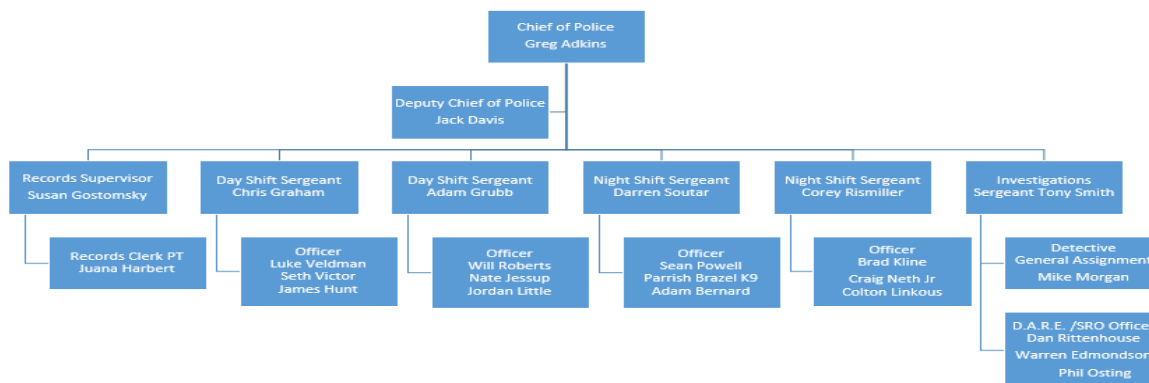 Chief of Police
Greg Adkins
Deputy Chief of Police
Jack Davis
Records Supervisor
Susan Gostomsky
Day Shift Sergeant
Chris Graham
Day Shift Sergeant
Adam Grubb
Night Shift Sergeant
Darren Soutar
Night Shift Sergeant
Corey Rismiller
Investigations
Sergeant Tony Smith
Records Clerk PT
Juana Harbert
Officer
Luke Veldman
Seth Victor
James Hunt
Officer
Will Roberts
Nate Jessup
Jordan Little
Officer
Sean Powell
Parrish Brazel K9
Adam Bernard
Officer
Brad Kline
Craig Neth Jr
Colton Linkous
Detective
General Assignment
Mike Morgan
D.A.R.E. /SRO Office
Dan Rittenhouse
Warren Edmondson
Phil Osting